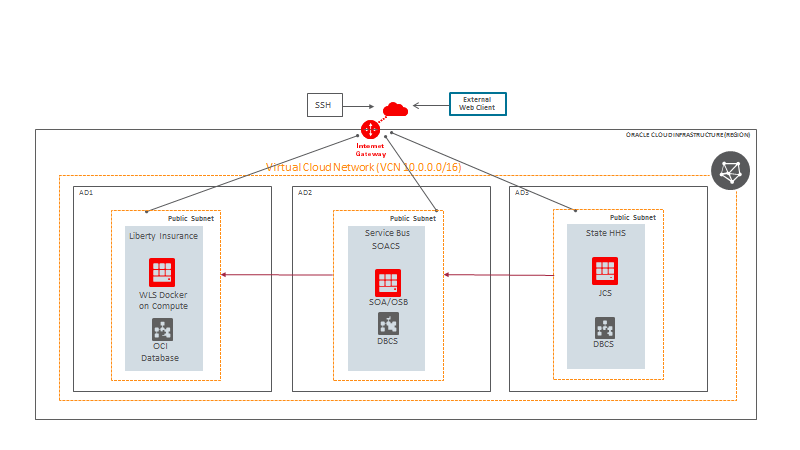 SSH
External
Web Client
ORACLE CLOUD INFRASTRUCTURE (REGION)
Internet
Gateway
Virtual Cloud Network (VCN 10.0.0.0/16)
AD1
AD2
AD3
Public Subnet
Public Subnet
Public Subnet
Liberty Insurance
WLS Docker
on Compute
OCI
Database
Service Bus
SOACS
SOA/OSB
DBCS
State HHS
JCS
DBCS